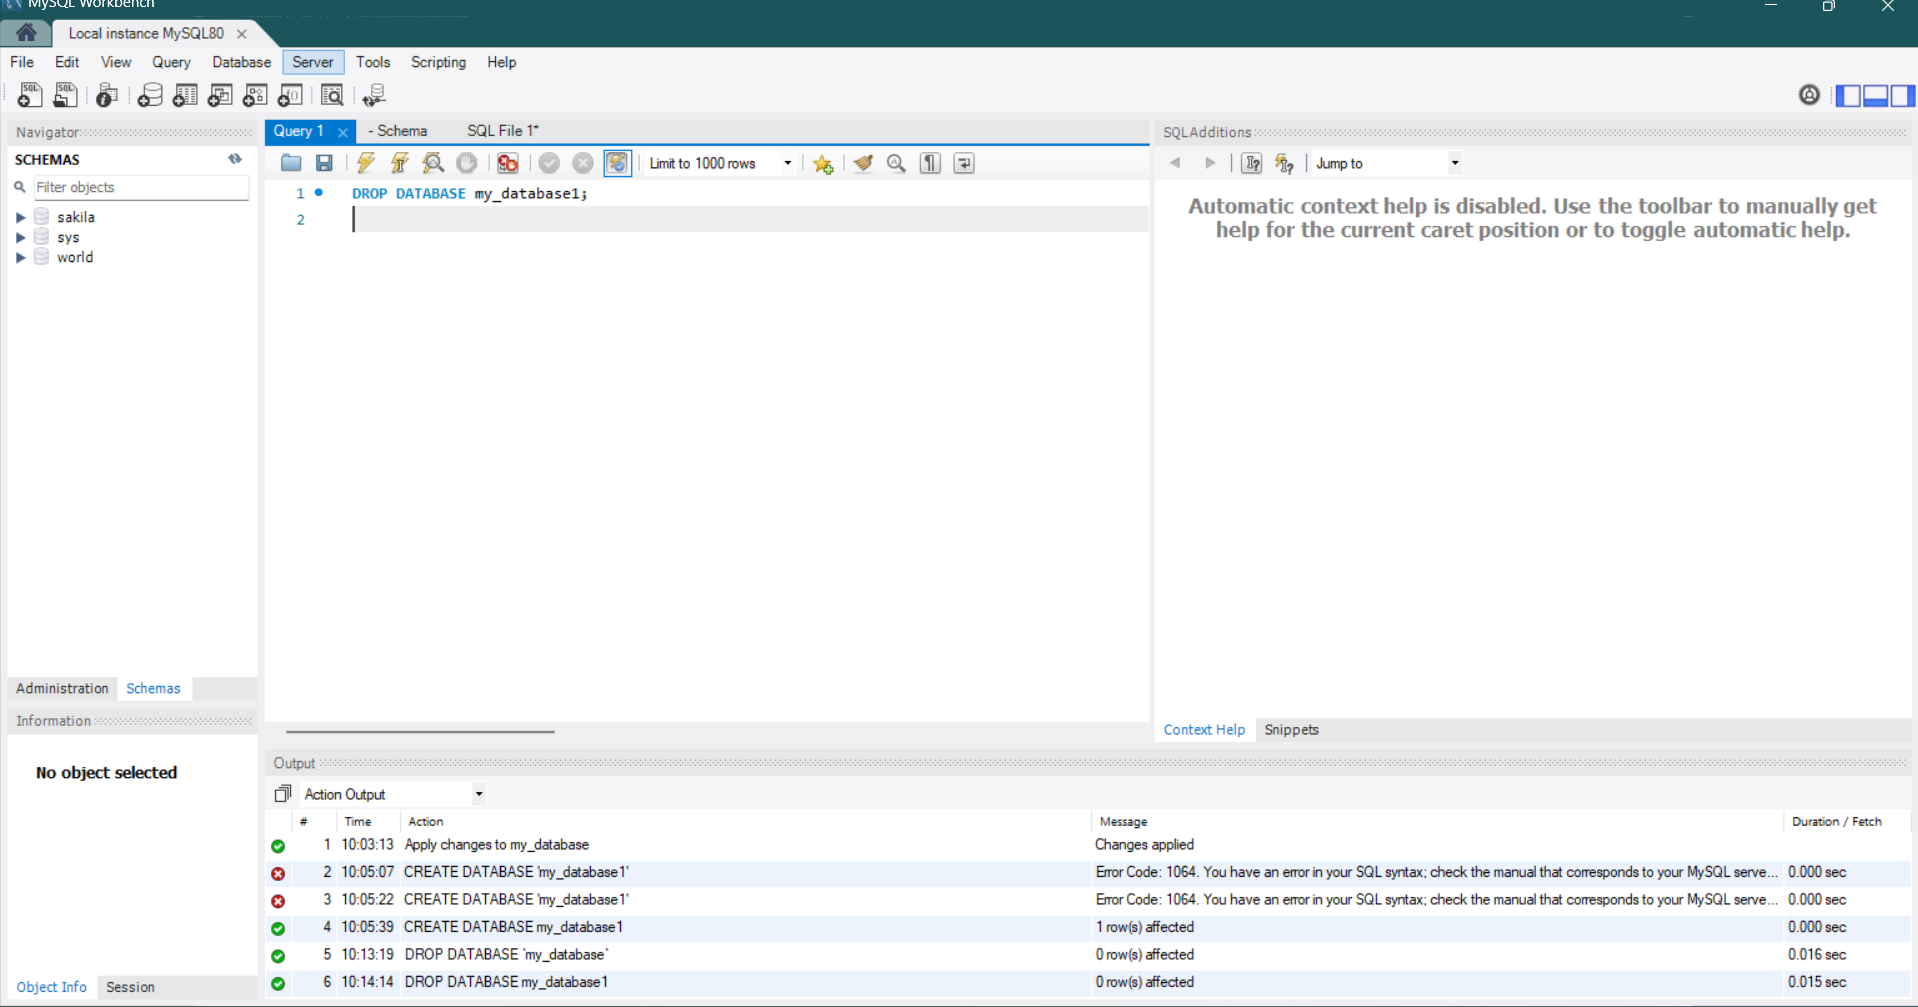 MySQL Workbench
Local instance MySQL80
File Edit View Query Database Server Tools Scripting Help
Navigator
SCHEMAS
Filter objects
sakila
sys
world
Administration Schemas
Information
No object selected
Object Info Session
Query 1 - Schema SQL File 1*
Limit to 1000 rows
1 DROP DATABASE my_database1;
2
SQLAdditions
Jump to
Automatic context help is disabled. Use the toolbar to manually get
help for the current caret position or to toggle automatic help.
Context Help Snippets
Output
Action Output
# Time Action Message Duration / Fetch
1 10:03:13 Apply changes to my_database Changes applied
2 10:05:07 CREATE DATABASE 'my_database1' Error Code: 1064. You have an error in your SQL syntax; check the manual that corresponds to your MySQL serve... 0.000 sec
3 10:05:22 CREATE DATABASE 'my_database1' Error Code: 1064. You have an error in your SQL syntax; check the manual that corresponds to your MySQL serve... 0.000 sec
4 10:05:39 CREATE DATABASE my_database1 1 row(s) affected 0.000 sec
5 10:13:19 DROP DATABASE `my_database` 0 row(s) affected 0.016 sec
6 10:14:14 DROP DATABASE my_database1 0 row(s) affected 0.015 sec